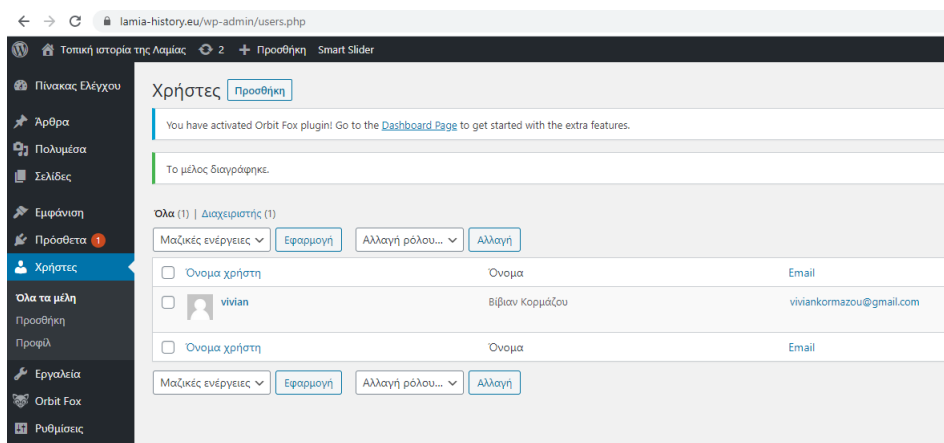 lamia-history.eu/wp-admin/users.php
Τοπική ιστορία της Λαμίας 2 Προσθήκη Smart Slider
Πίνακας Ελέγχου
Άρθρα
Πολυμέσα
Σελίδες
Εμφάνιση
Πρόσθετα 1
Χρήστες
Όλα τα μέλη
Προσθήκη
Προφίλ
Εργαλεία
Orbit Fox
Ρυθμίσεις
Χρήστες Προσθήκη
You have activated Orbit Fox plugin! Go to the Dashboard Page to get started with the extra features.
Το μέλος διαγράφηκε.
Όλα (1) | Διαχειριστής (1)
Μαζικές ενέργειες Εφαρμογή Αλλαγή ρόλου... Αλλαγή
Όνομα χρήστη Όνομα Email
vivian Βίβιαν Κορμάζου viviankormazou@gmail.com
Όνομα χρήστη Όνομα Email
Μαζικές ενέργειες Εφαρμογή Αλλαγή ρόλου... Αλλαγή